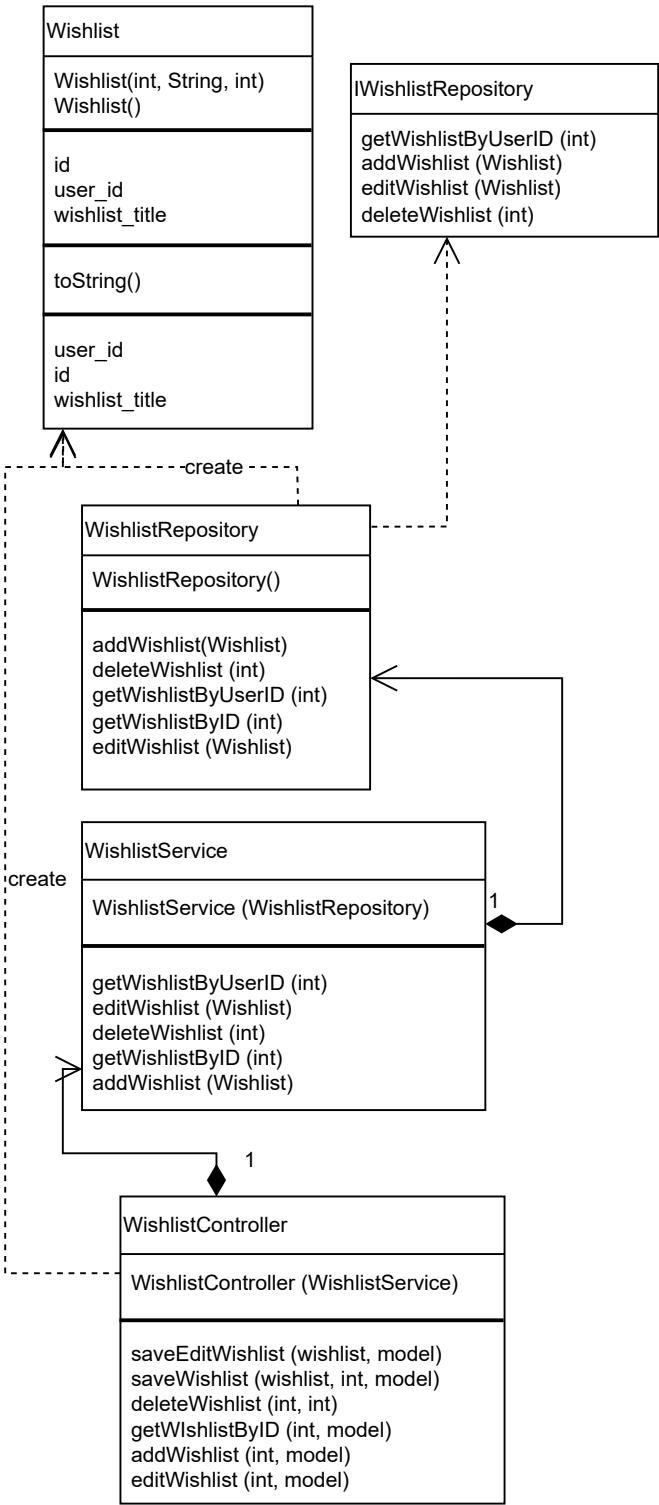 Wishlist
Wishlist(int, String, int)
Wishlist()
id
user_id
wishlist_title
toString()
user_id
id
wishlist_title
IWishlistRepository
getWishlistByUserID (int)
addWishlist (Wishlist)
editWishlist (Wishlist)
deleteWishlist (int)
create
WishlistRepository
WishlistRepository()
addWishlist(Wishlist)
deleteWishlist (int)
getWishlistByUserID (int)
getWishlistByID (int)
editWishlist (Wishlist)
create
WishlistService
WishlistService (WishlistRepository)
1
getWishlistByUserID (int)
editWishlist (Wishlist)
deleteWishlist (int)
getWishlistByID (int)
addWishlist (Wishlist)
1
WishlistController
WishlistController (WishlistService)
saveEditWishlist (wishlist, model)
saveWishlist (wishlist, int, model)
deleteWishlist (int, int)
getWIshlistByID (int, model)
addWishlist (int, model)
editWishlist (int, model)